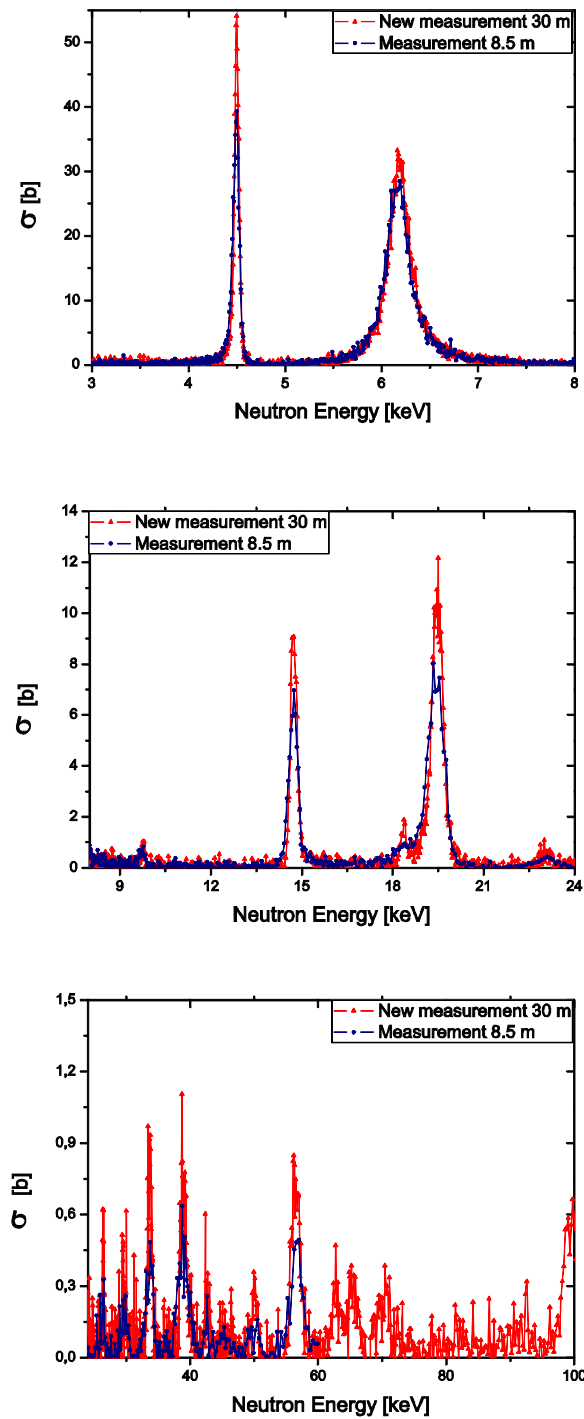 New measurement 30 m
Measurement 8.5 m
50
40
30
20
10
0
σ [b]
3 4 5 6 7 8
Neutron Energy [keV]
New measurement 30 m
Measurement 8.5 m
14
12
10
8
6
4
2
0
σ [b]
9 12 15 18 21 24
Neutron Energy [keV]
New measurement 30 m
Measurement 8.5 m
1,5
1,2
0,9
0,6
0,3
0,0
σ [b]
40 60 80 100
Neutron Energy [keV]